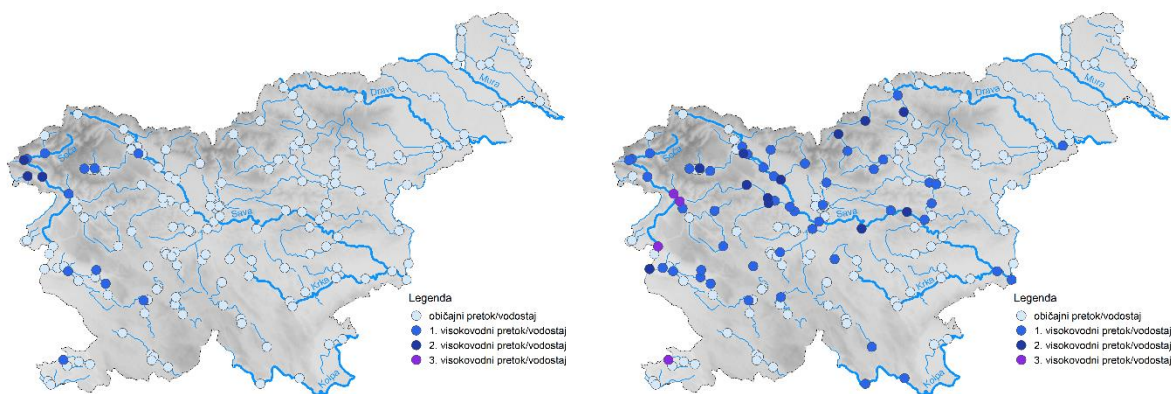 Mura
Drava
Soča
Sava
Krka
Kolpa
Legenda
običajni pretok/vodostaj
1. visokovodni pretok/vodostaj
2. visokovodni pretok/vodostaj
3. visokovodni pretok/vodostaj
Mura
Drava
Soča
Sava
Krka
Kolpa
Legenda
običajni pretok/vodostaj
1. visokovodni pretok/vodostaj
2. visokovodni pretok/vodostaj
3. visokovodni pretok/vodostaj